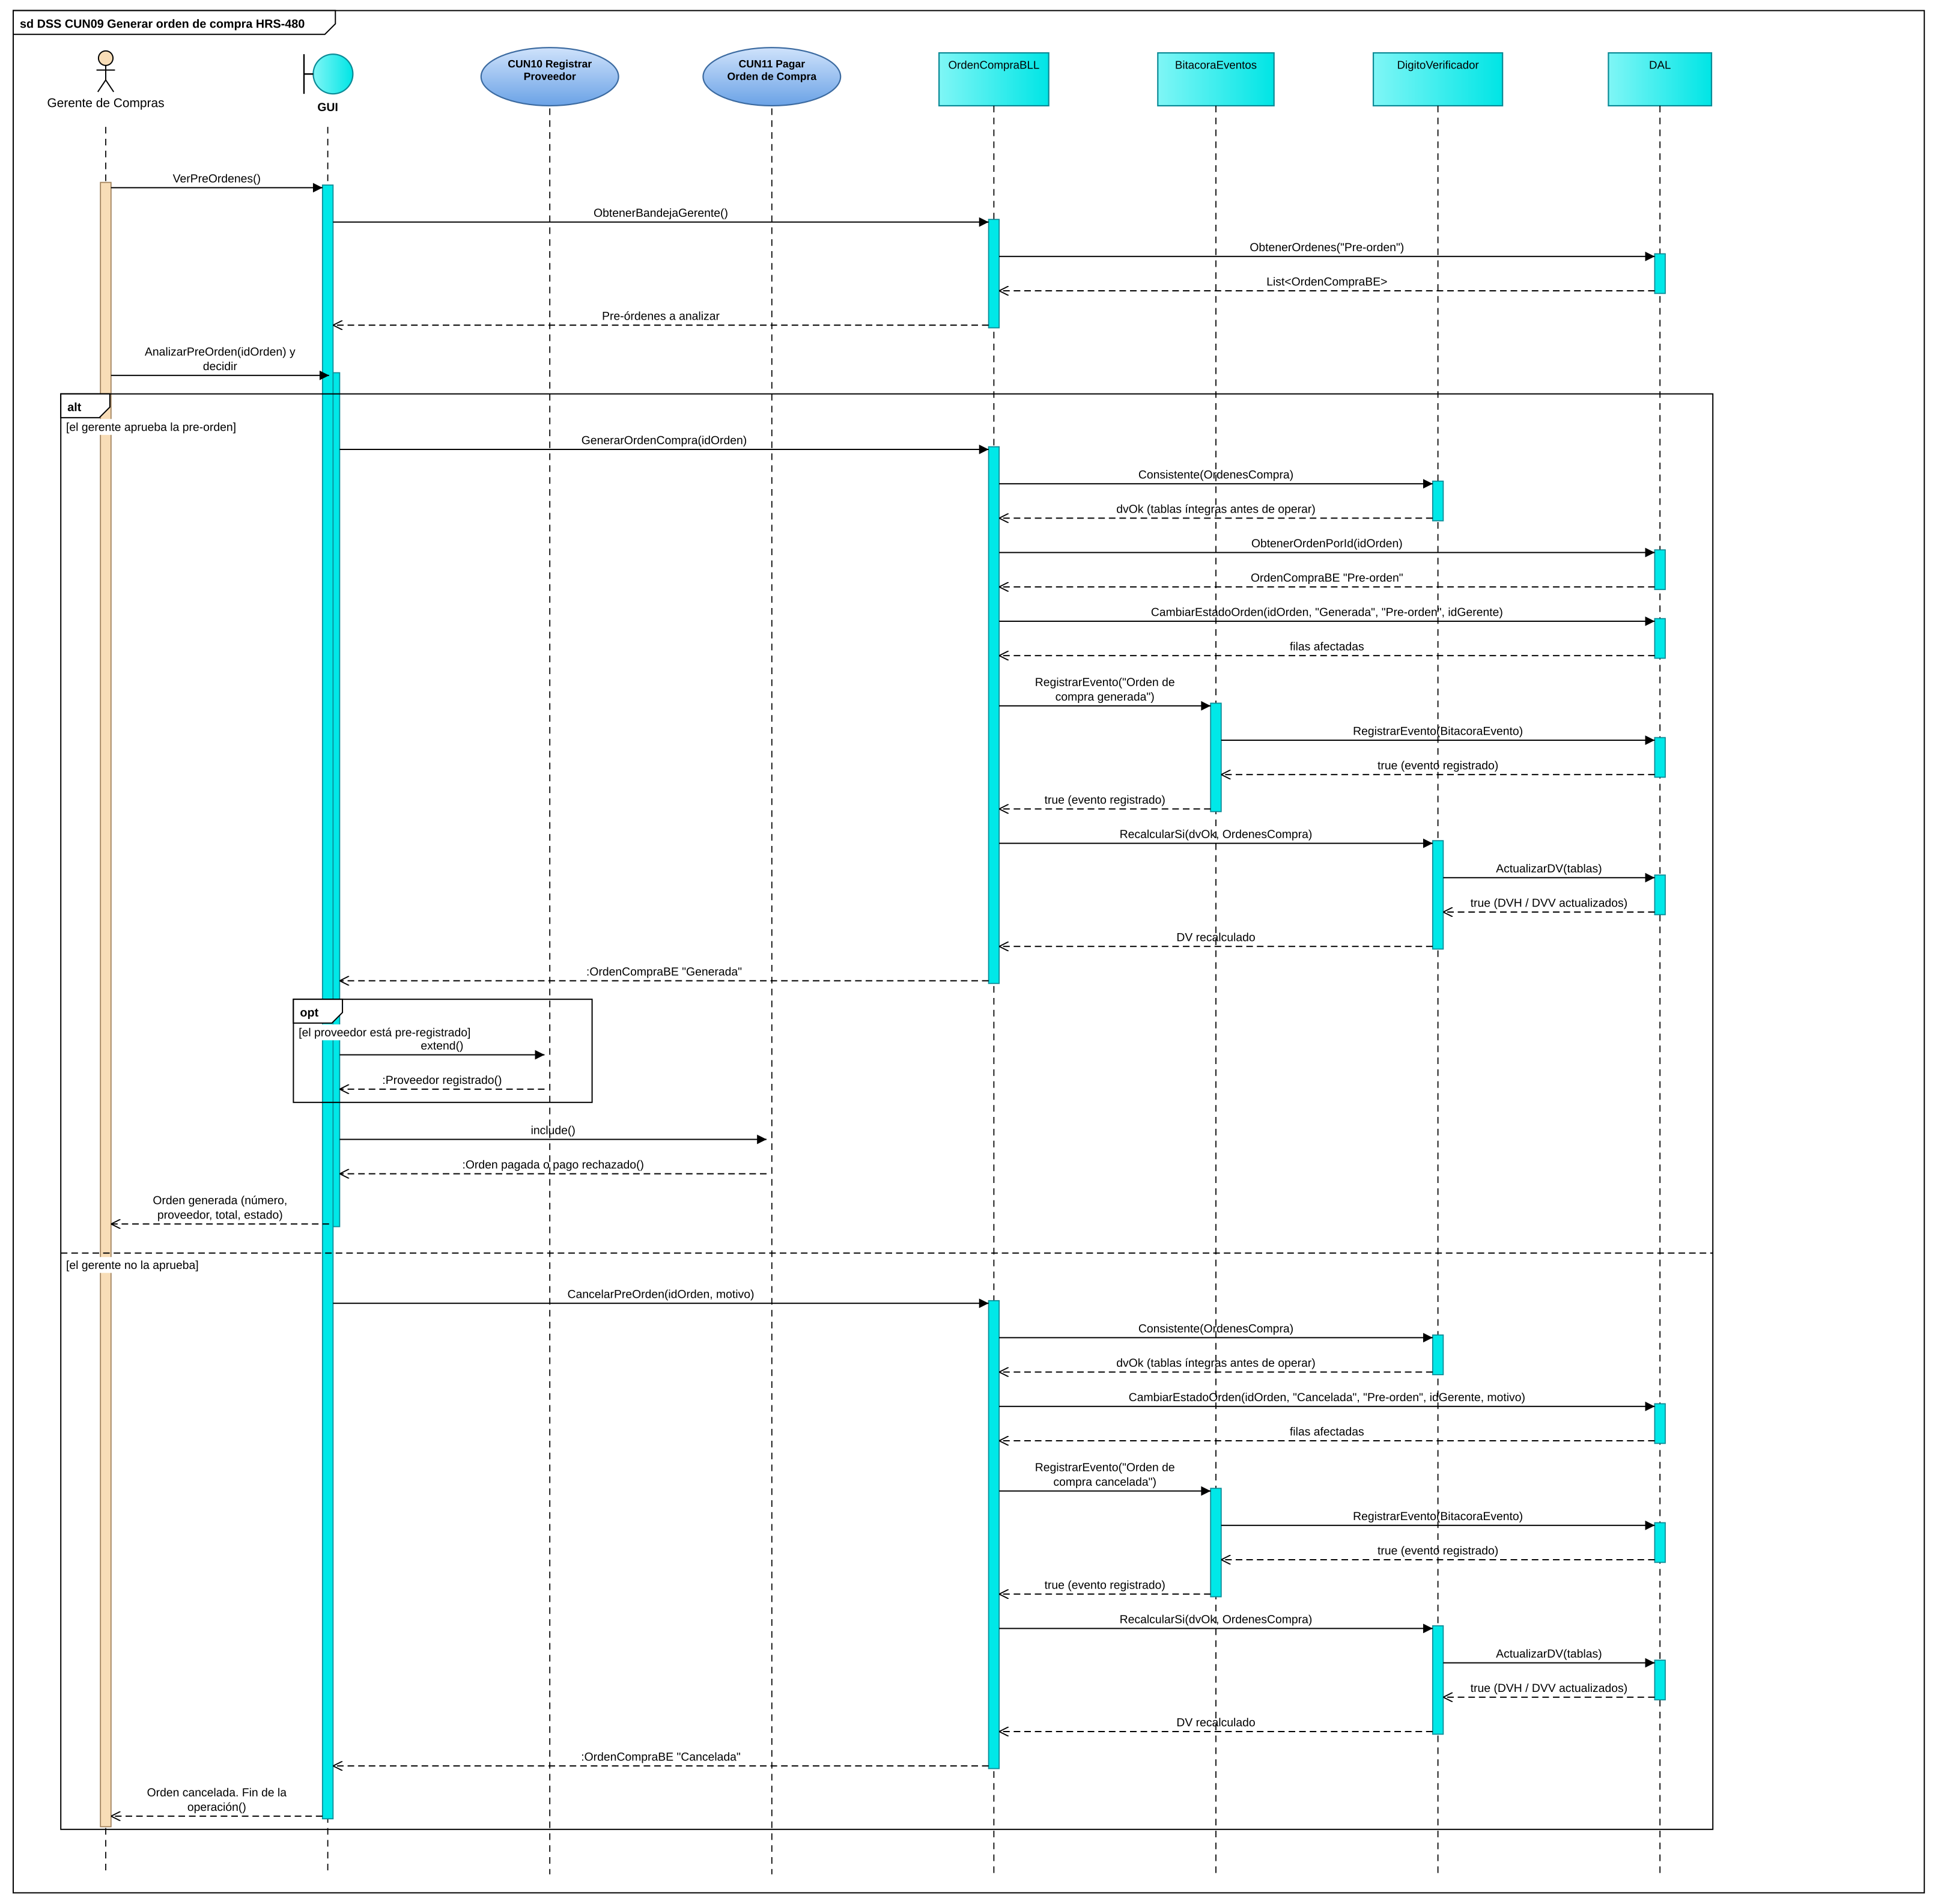 sd DSS CUN09 Generar orden de compra HRS-480
Gerente de Compras
GUI
CUN10 Registrar
Proveedor
CUN11 Pagar
Orden de Compra
OrdenCompraBLL
BitacoraEventos
DigitoVerificador
DAL
VerPreOrdenes()
ObtenerBandejaGerente()
ObtenerOrdenes("Pre-orden")
List<OrdenCompraBE>
Pre-órdenes a analizar
AnalizarPreOrden(idOrden) y
decidir
alt
[el gerente aprueba la pre-orden]
GenerarOrdenCompra(idOrden)
Consistente(OrdenesCompra)
dvOk (tablas íntegras antes de operar)
ObtenerOrdenPorId(idOrden)
OrdenCompraBE "Pre-orden"
CambiarEstadoOrden(idOrden, "Generada", "Pre-orden", idGerente)
filas afectadas
RegistrarEvento("Orden de
compra generada")
RegistrarEvento(BitacoraEvento)
true (evento registrado)
true (evento registrado)
RecalcularSi(dvOk, OrdenesCompra)
ActualizarDV(tablas)
true (DVH / DVV actualizados)
DV recalculado
:OrdenCompraBE "Generada"
opt
[el proveedor está pre-registrado]
extend()
:Proveedor registrado()
include()
:Orden pagada o pago rechazado()
Orden generada (número,
proveedor, total, estado)
[el gerente no la aprueba]
CancelarPreOrden(idOrden, motivo)
Consistente(OrdenesCompra)
dvOk (tablas íntegras antes de operar)
CambiarEstadoOrden(idOrden, "Cancelada", "Pre-orden", idGerente, motivo)
filas afectadas
RegistrarEvento("Orden de
compra cancelada")
RegistrarEvento(BitacoraEvento)
true (evento registrado)
true (evento registrado)
RecalcularSi(dvOk, OrdenesCompra)
ActualizarDV(tablas)
true (DVH / DVV actualizados)
DV recalculado
:OrdenCompraBE "Cancelada"
Orden cancelada. Fin de la
operación()